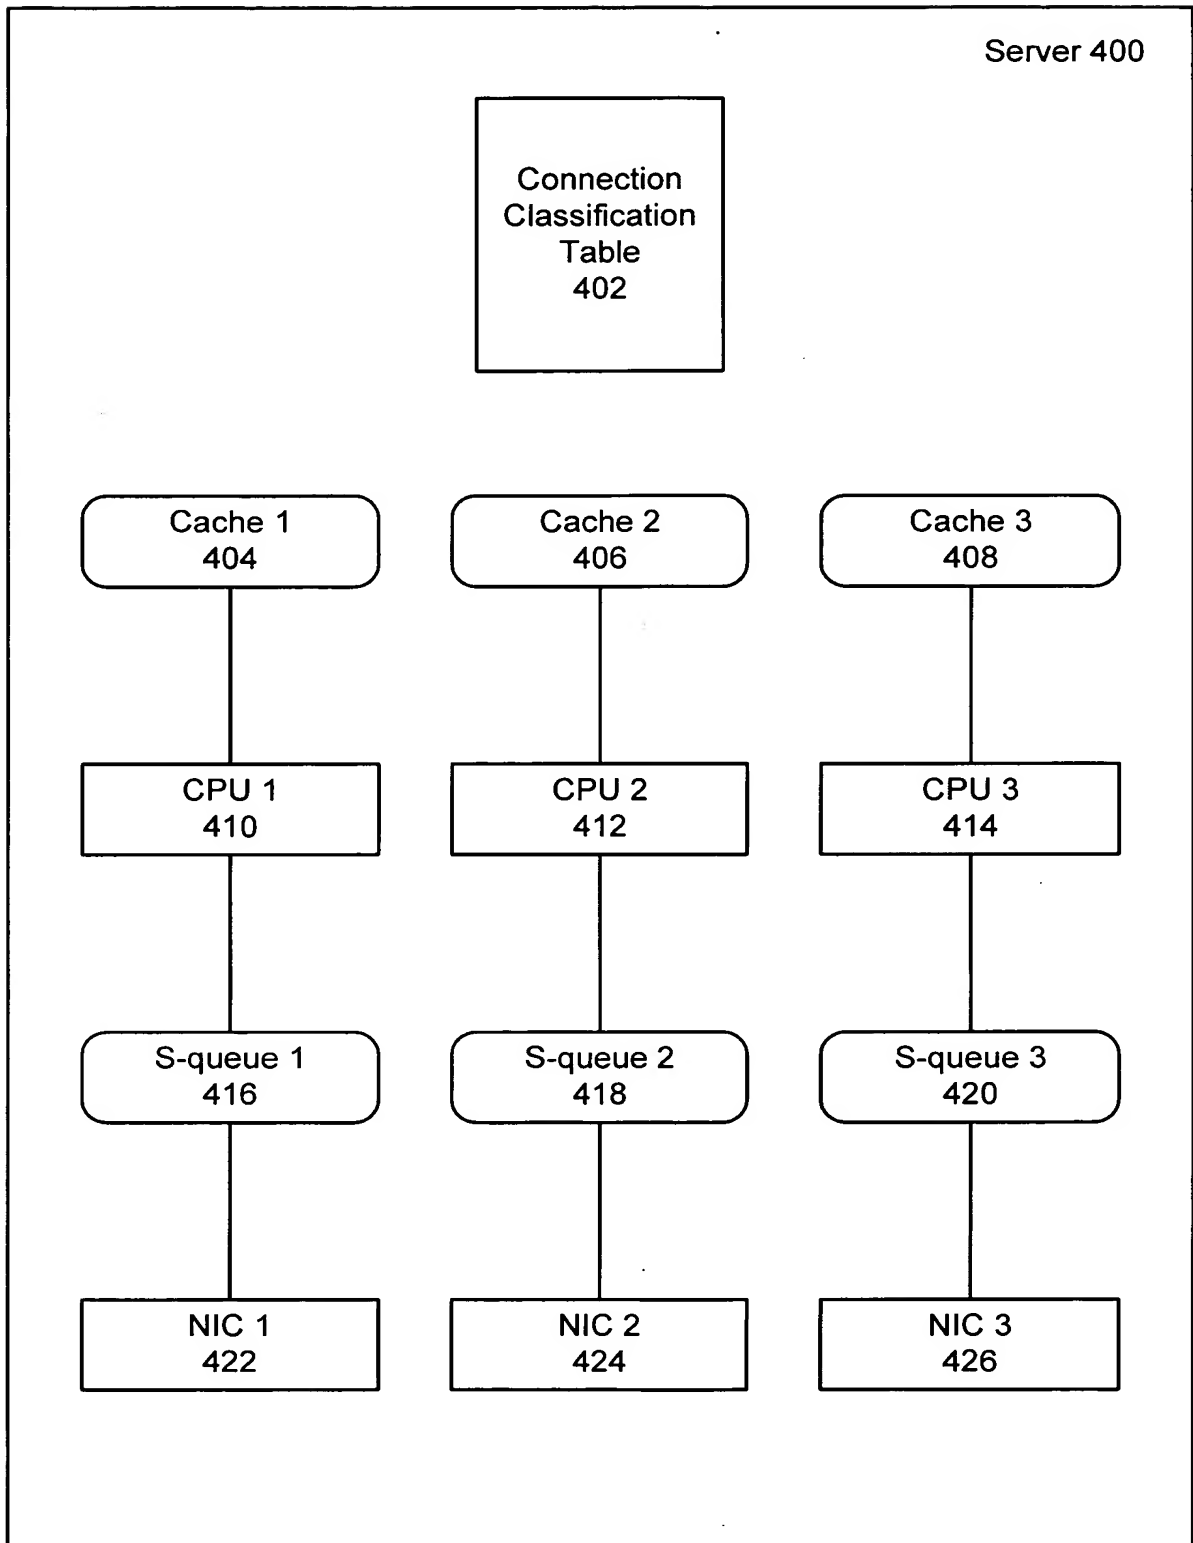 Server 400
Connection
Classification
Table
402
Cache 1
404
Cache 2
406
Cache 3
408
CPU 1
410
CPU 2
412
CPU 3
414
S-queue 1
416
S-queue 2
418
S-queue 3
420
NIC 1
422
NIC 2
424
NIC 3
426